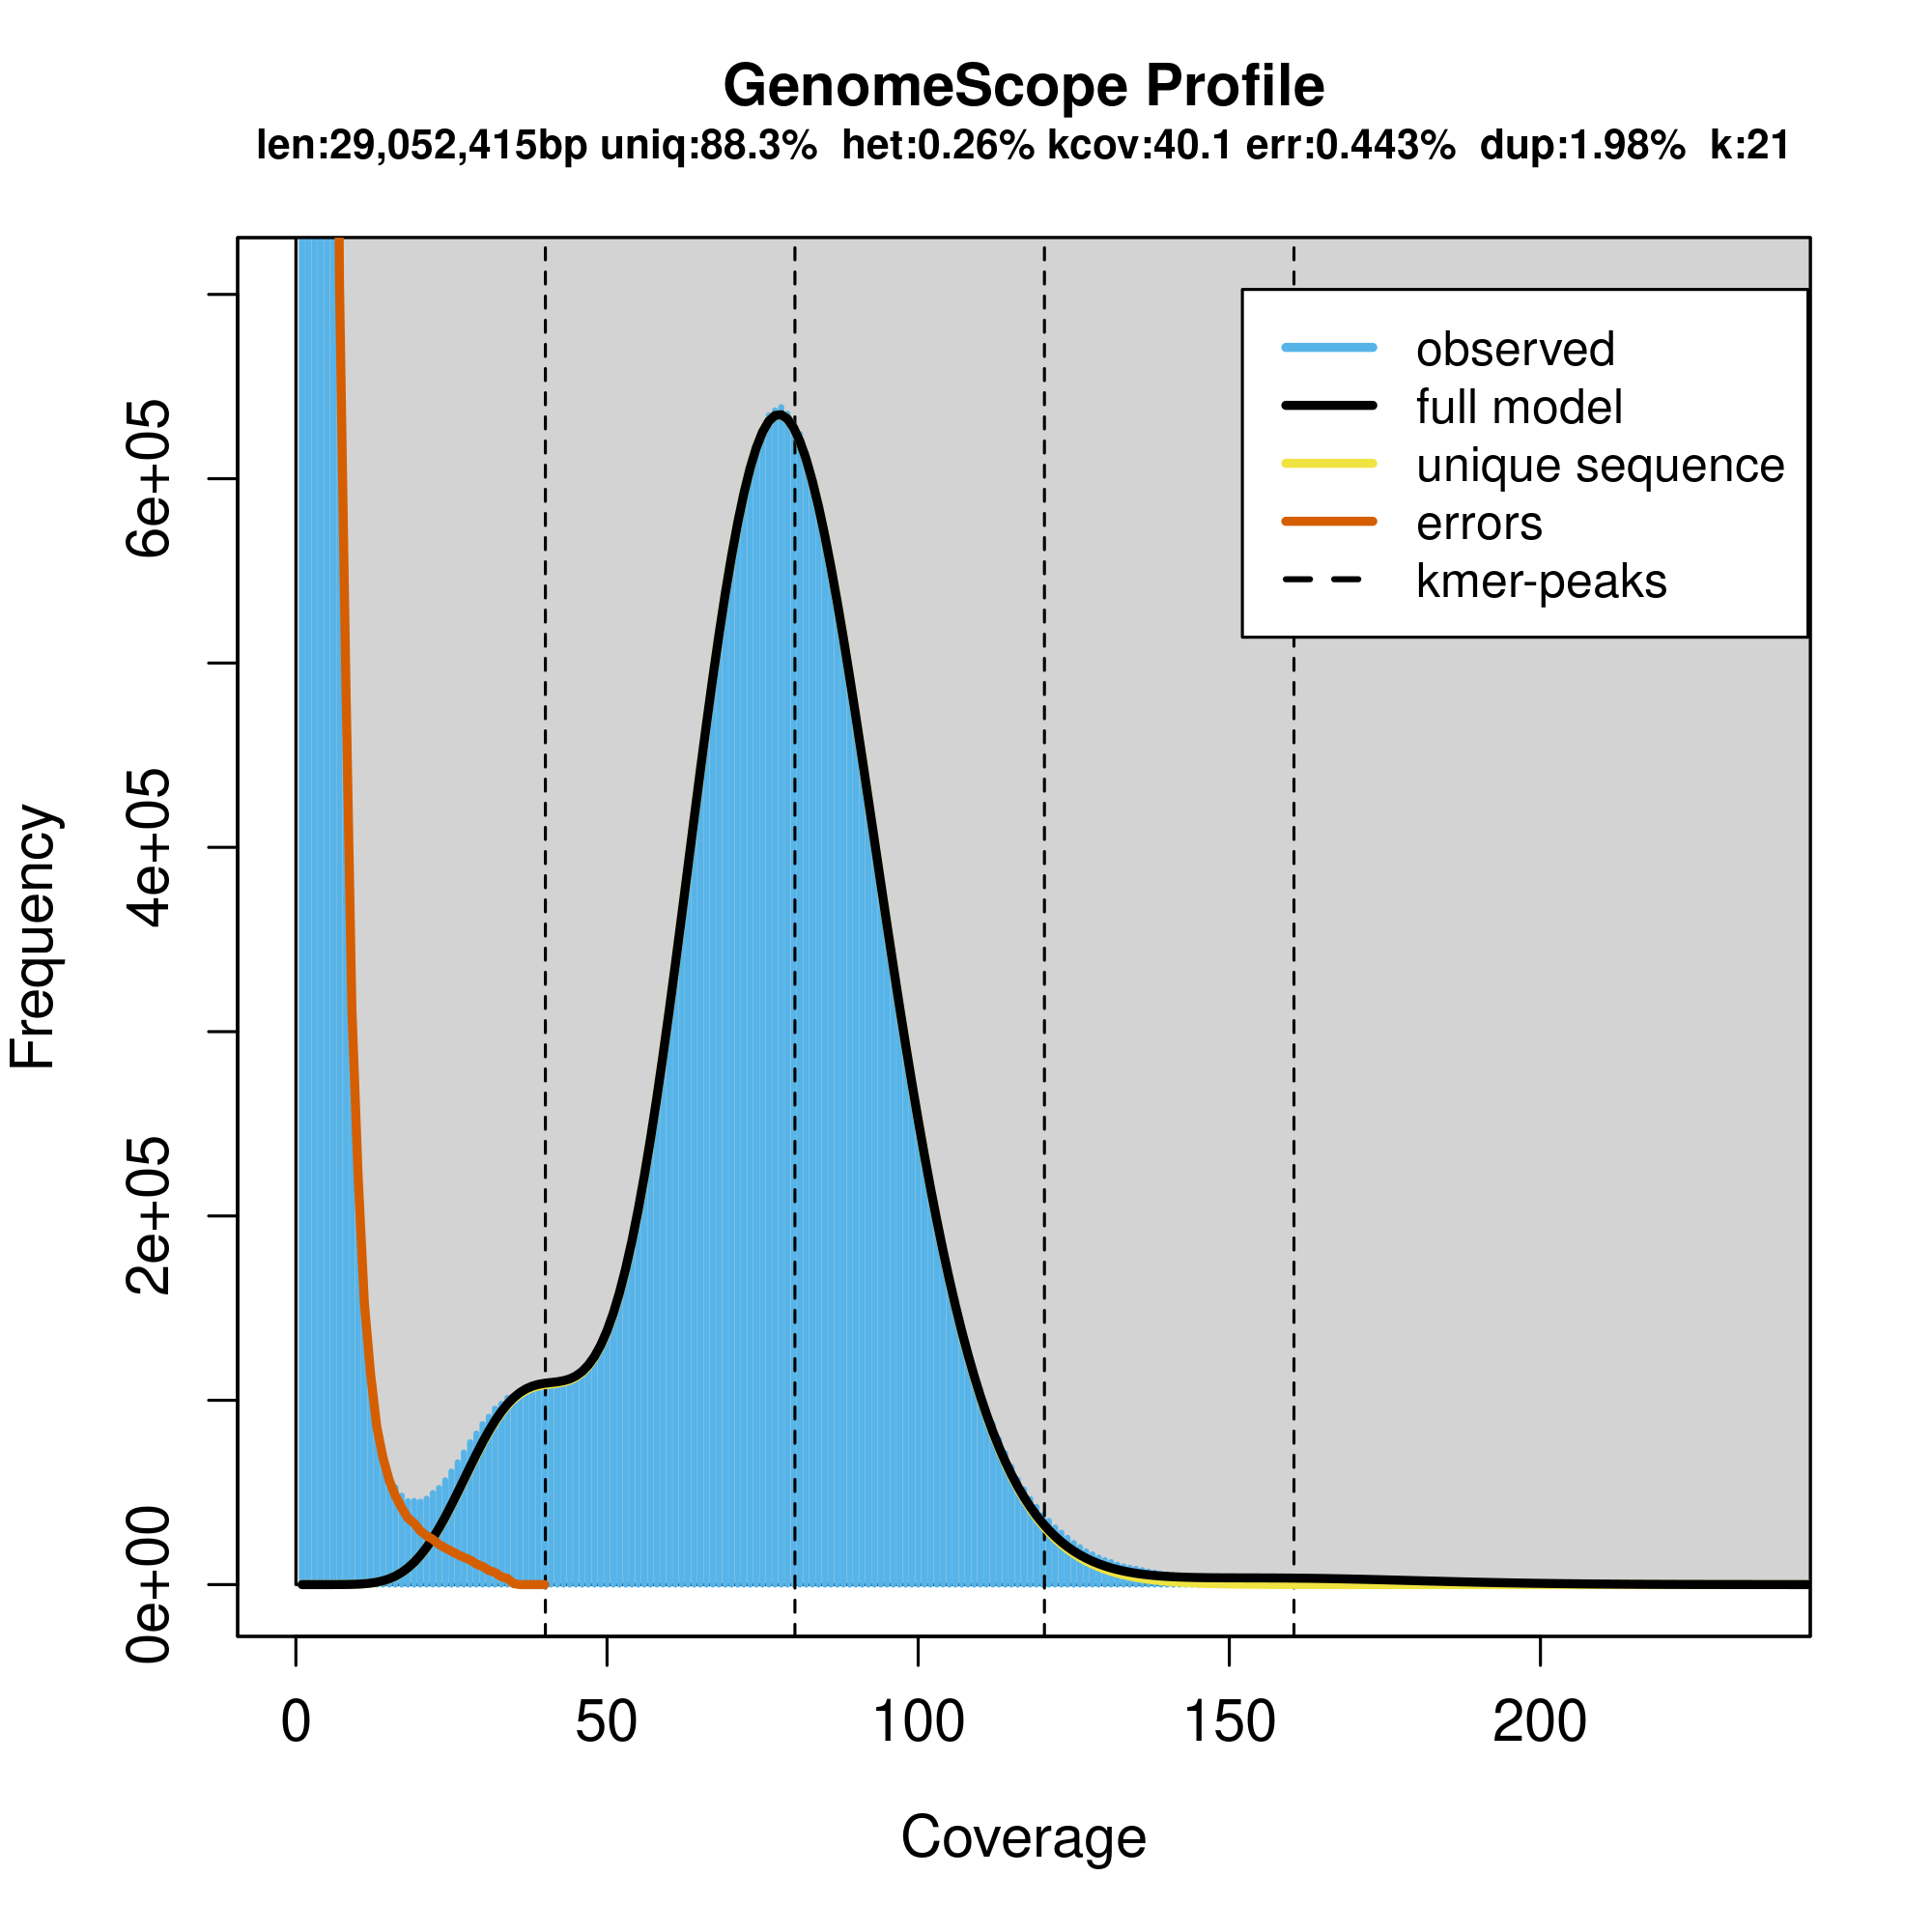 GenomeScope Profile
len:29,052,415bp uniq:88.3% het:0.26% kcov:40.1 err:0.443% dup:1.98% k:21
observed
full model
unique sequence
errors
kmer-peaks
Frequency
6e+05
4e+05
2e+05
0e+00
0 50 100 150 200
Coverage